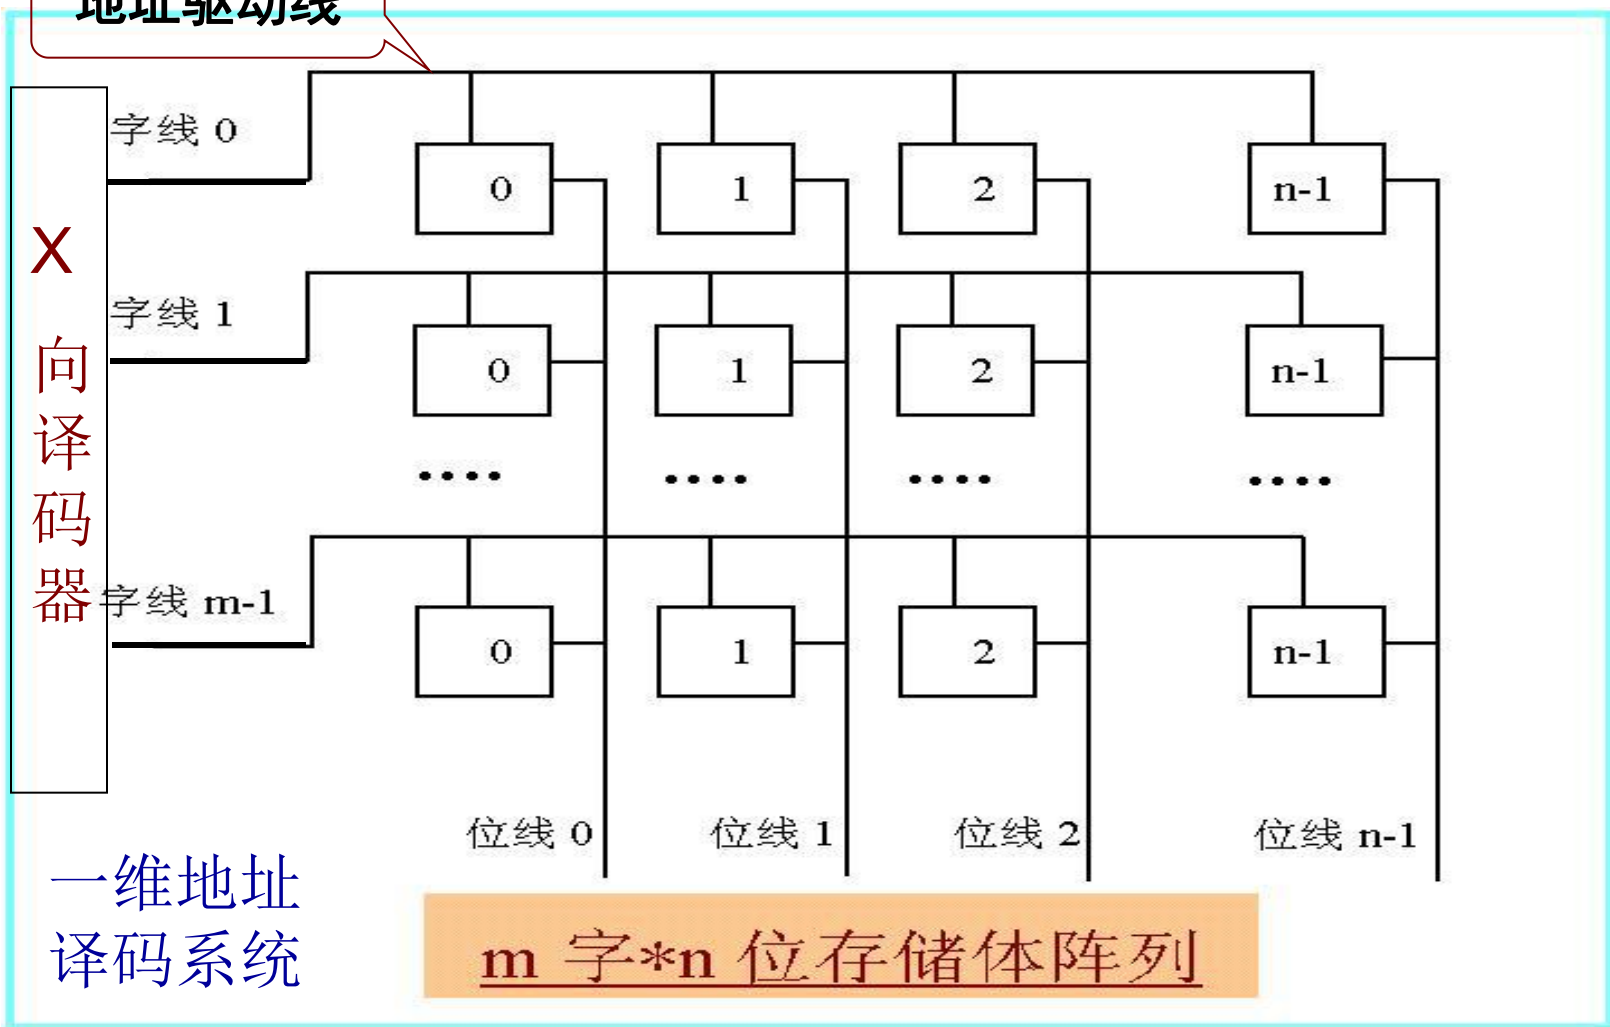 地址驱动线
字线 0
0 1 2 n-1
X
向
译
码
器
字线 1
0 1 2 n-1
字线 m-1
0 1 2 n-1
位线 0 位线 1 位线 2 位线 n-1
一维地址
译码系统
m 字*n 位存储体阵列